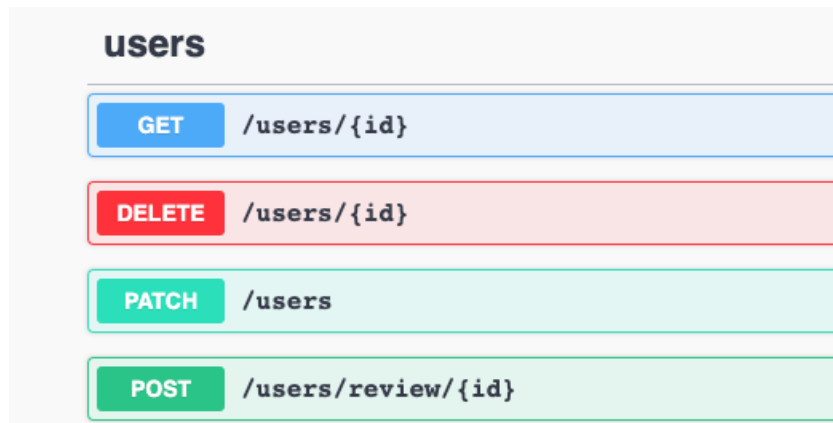 users
GET /users/{id}
DELETE /users/{id}
PATCH /users
POST /users/review/{id}